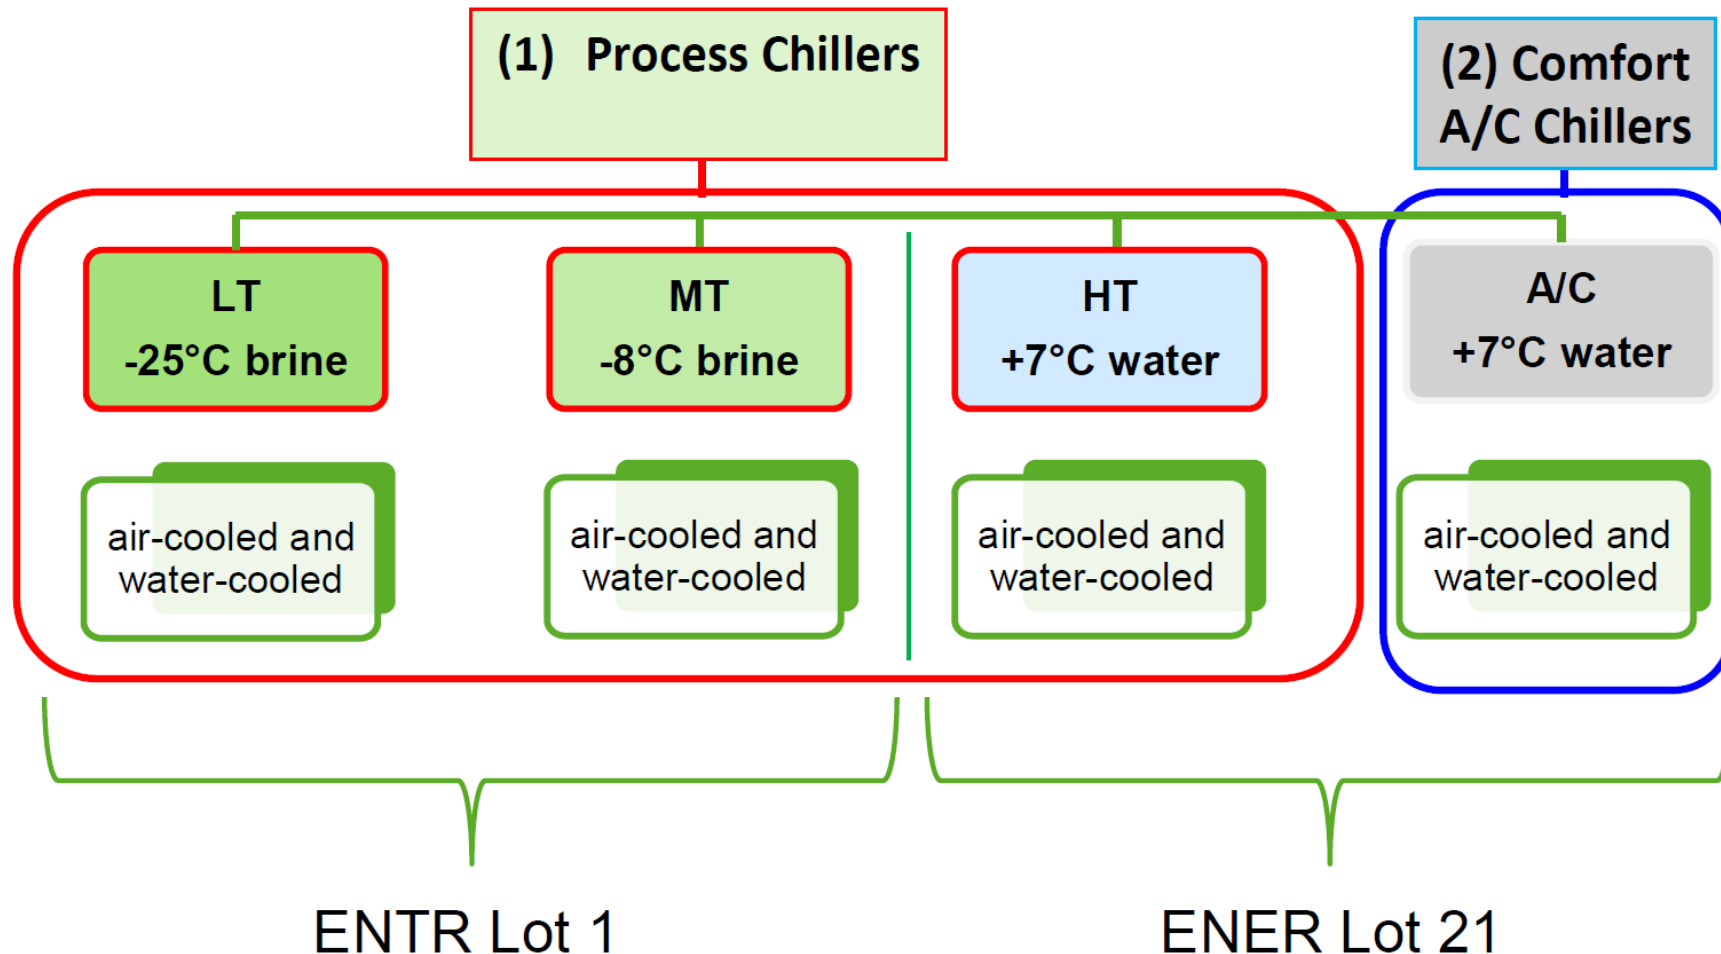 (1) Process Chillers
(2) Comfort
A/C Chillers
LT
-25°C brine
MT
-8°C brine
HT
+7°C water
A/C
+7°C water
air-cooled and
water-cooled
air-cooled and
water-cooled
air-cooled and
water-cooled
air-cooled and
water-cooled
ENTR Lot 1
ENER Lot 21